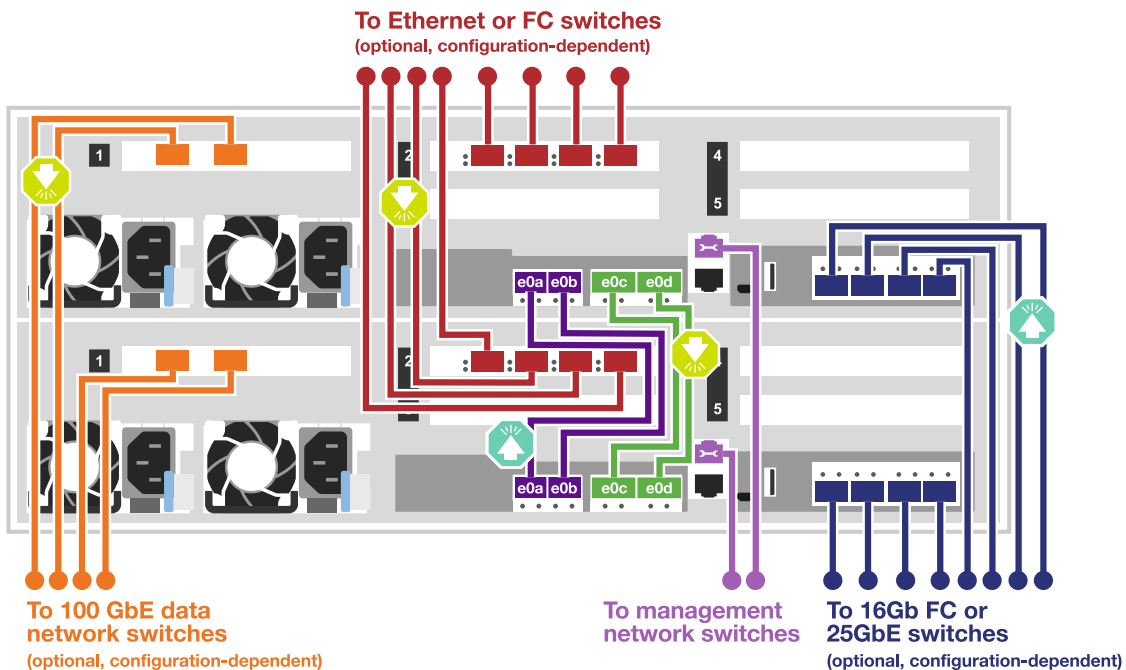 To Ethernet or FC switches
(optional, configuration-dependent)
1
2
4
5
e0a e0b e0c e0d
1
2
5
e0a e0b e0c e0d
To 100 GbE data
network switches
(optional, configuration-dependent)
To management
network switches
To 16Gb FC or
25GbE switches
(optional, configuration-dependent)